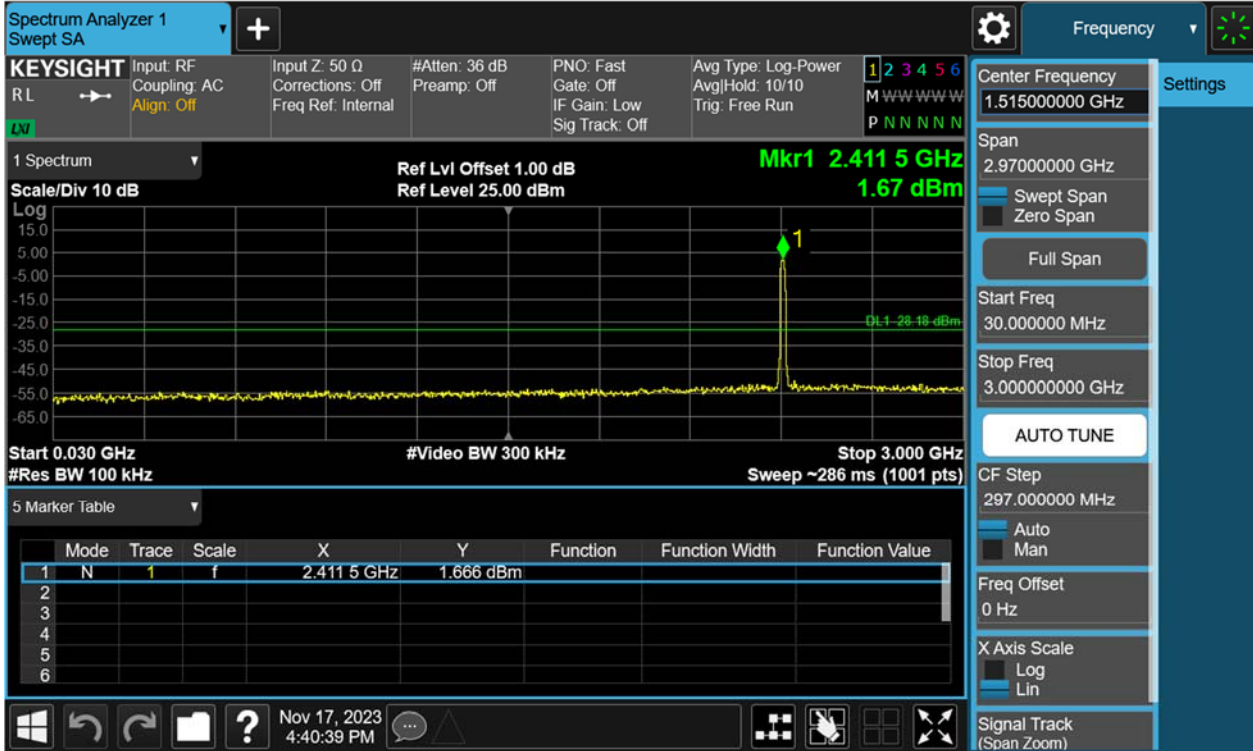 Spectrum Analyzer 1
Swept SA
+
Frequency
KEYSIGHT
RL
LXI
Input: RF
Coupling: AC
Align: Off
Input Z: 50 Ω
Corrections: Off
Freq Ref: Internal
#Atten: 36 dB
Preamp: Off
PNO: Fast
Gate: Off
IF Gain: Low
Sig Track: Off
Avg Type: Log-Power
Avg|Hold: 10/10
Trig: Free Run
1 2 3 4 5 6
M W W W W W
P N N N N N
Center Frequency
1.515000000 GHz
Settings
Span
2.97000000 GHz
Swept Span
Zero Span
Full Span
Start Freq
30.000000 MHz
Stop Freq
3.000000000 GHz
AUTO TUNE
CF Step
297.000000 MHz
Auto
Man
Freq Offset
0 Hz
X Axis Scale
Log
Lin
Signal Track
(Span Zoom)
1 Spectrum
Scale/Div 10 dB
Ref Lvl Offset 1.00 dB
Ref Level 25.00 dBm
Mkr1 2.411 5 GHz
1.67 dBm
Log
15.0
5.00
-5.00
-15.0
-25.0
-35.0
-45.0
-55.0
-65.0
1
DL1 -28.18 dBm
Start 0.030 GHz
#Video BW 300 kHz
Stop 3.000 GHz
#Res BW 100 kHz
Sweep ~286 ms (1001 pts)
5 Marker Table
Mode Trace Scale X Y Function Function Width Function Value
1 N 1 f 2.411 5 GHz 1.666 dBm
2
3
4
5
6
?
Nov 17, 2023
4:40:39 PM